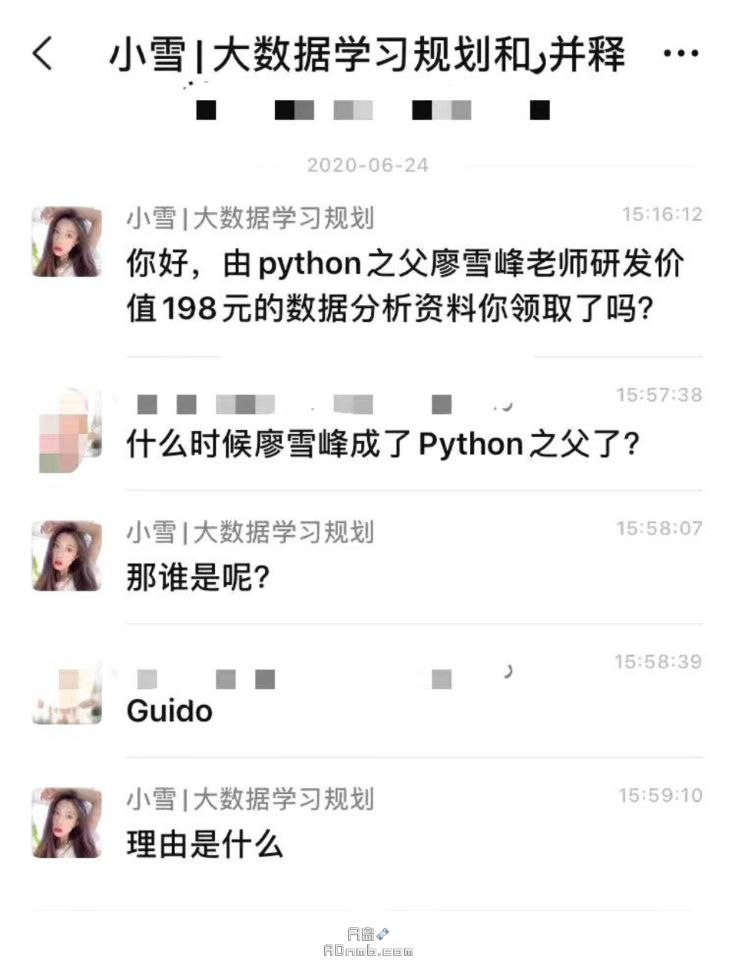 小雪|大数据学习规划和 并释
2020-06-24
小雪|大数据学习规划
15:16:12
你好，由python之父廖雪峰老师研发价
值198元的数据分析资料你领取了吗?
15:57:38
什么时候廖雪峰成了Python之父了?
小雪|大数据学习规划
15:58:07
那谁是呢?
15:58:39
Guido
小雪|大数据学习规划
15:59:10
理由是什么
A岛
ADnmb.com